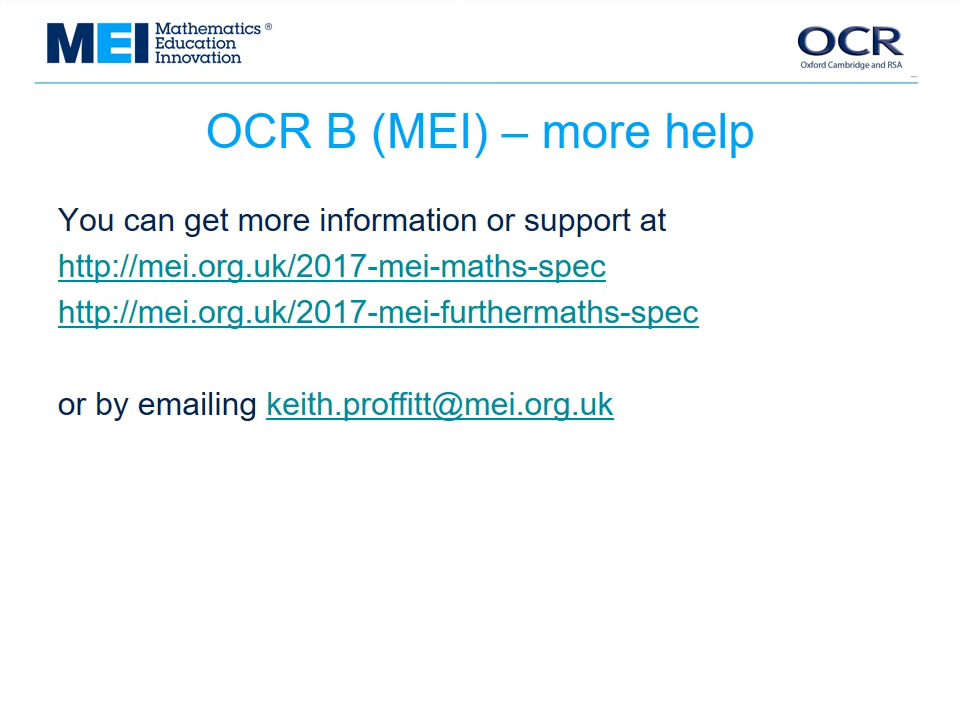 MEI Mathematics ®
Education
Innovation
OCR
Oxford Cambridge and RSA
OCR B (MEI) – more help
You can get more information or support at
http://mei.org.uk/2017-mei-maths-spec
http://mei.org.uk/2017-mei-furthermaths-spec
or by emailing keith.proffitt@mei.org.uk